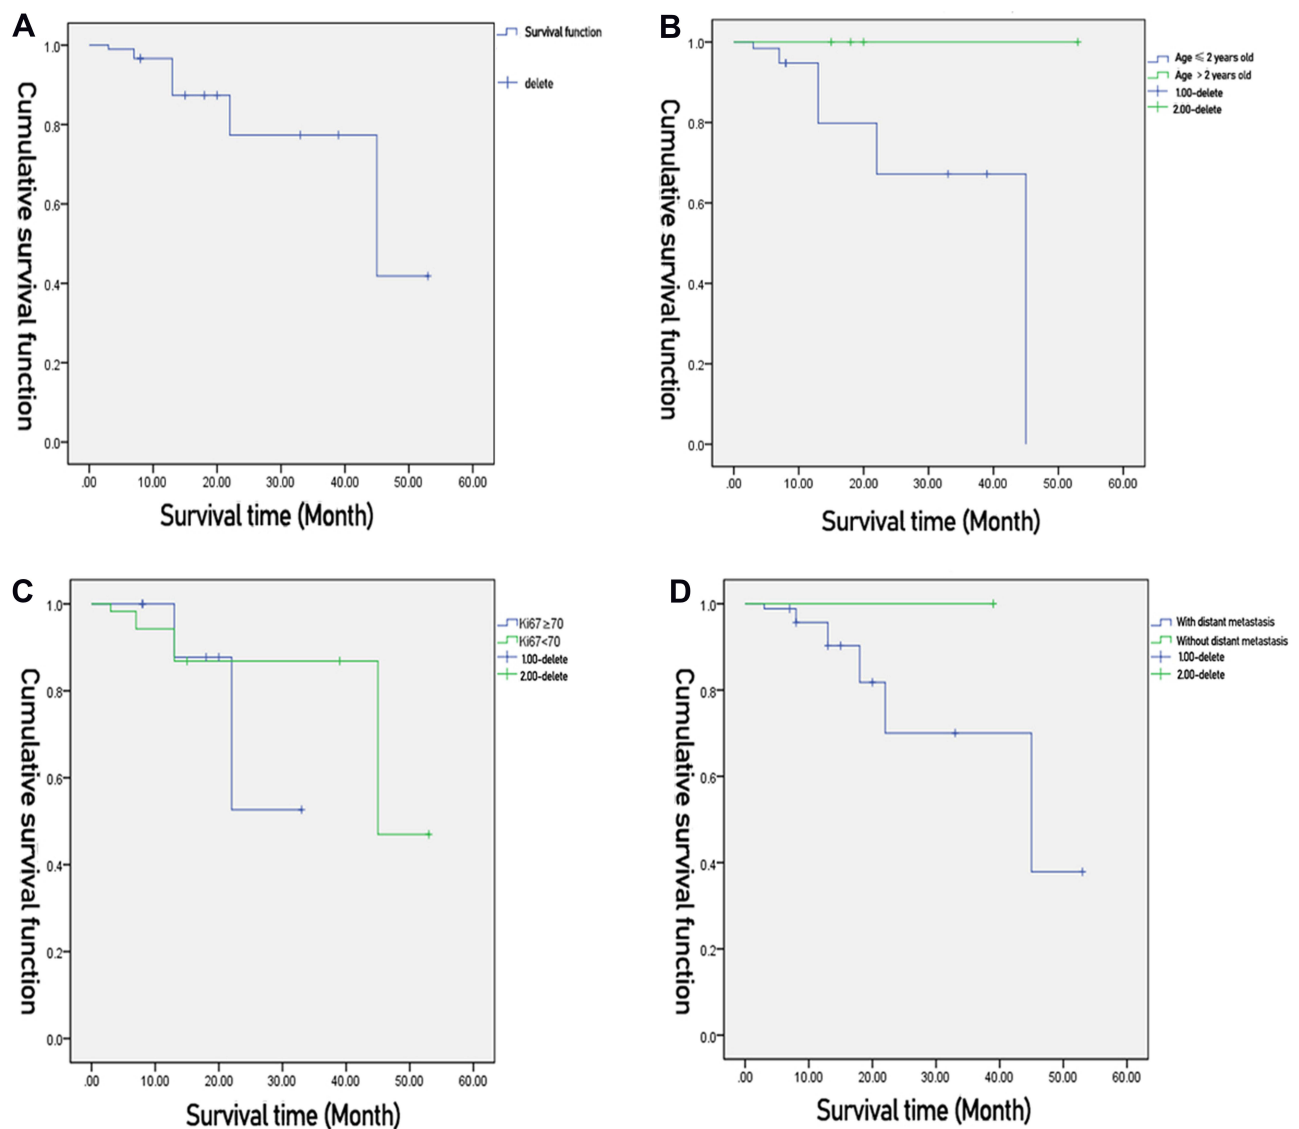 A
Survival function
delete
Cumulative survival function
1.0
0.8
0.6
0.4
0.2
0.0
.00 10.00 20.00 30.00 40.00 50.00 60.00
Survival time (Month)
B
Age ≤ 2 years old
Age > 2 years old
1.00-delete
2.00-delete
Cumulative survival function
1.0
0.8
0.6
0.4
0.2
0.0
.00 10.00 20.00 30.00 40.00 50.00 60.00
Survival time (Month)
C
Ki67≥70
Ki67<70
1.00-delete
2.00-delete
Cumulative survival function
1.0
0.8
0.6
0.4
0.2
0.0
.00 10.00 20.00 30.00 40.00 50.00 60.00
Survival time (Month)
D
With distant metastasis
Without distant metastasis
1.00-delete
2.00-delete
Cumulative survival function
1.0
0.8
0.6
0.4
0.2
0.0
.00 10.00 20.00 30.00 40.00 50.00 60.00
Survival time (Month)